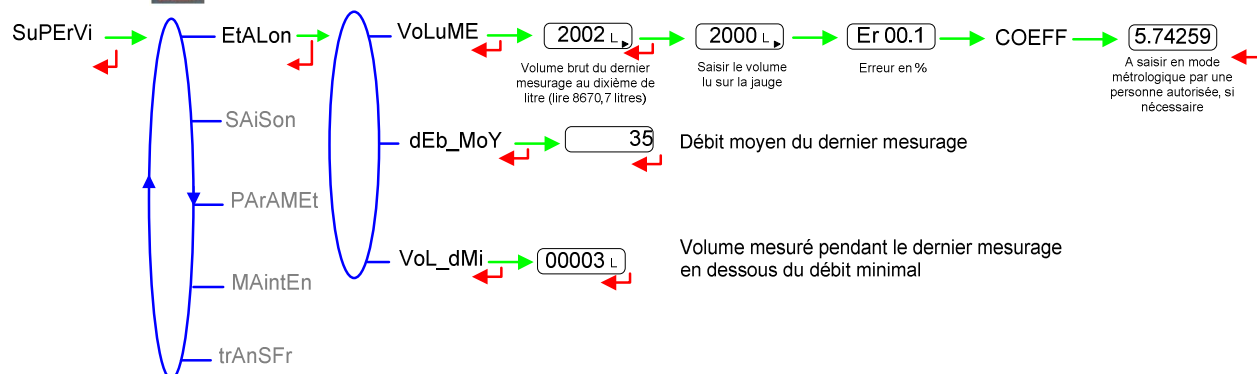 SuPErVi
EtALon
VoLuME
2002 L
2000 L
Er 00.1
COEFF
5.74259
Volume brut du dernier
mesurage au dixième de
litre (lire 8670,7 litres)
Saisir le volume
lu sur la jauge
Erreur en %
A saisir en mode
métrologique par une
personne autorisée, si
nécessaire
SAiSon
dEb_MoY
35
Débit moyen du dernier mesurage
PArAMEt
VoL_dMi
00003 L
Volume mesuré pendant le dernier mesurage
en dessous du débit minimal
MAintEn
trAnSFr